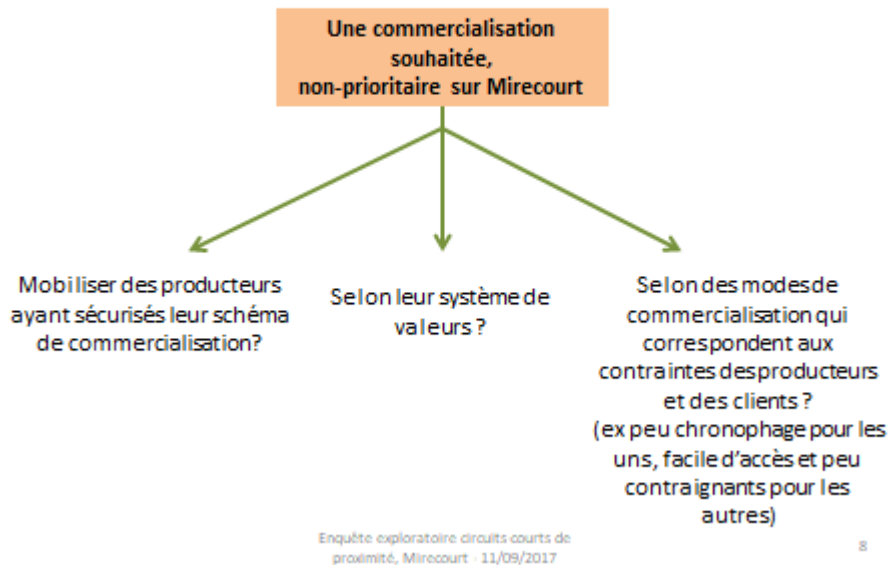 Une commercialisation
souhaitée,
non-prioritaire sur Mirecourt
Mobiliser des producteurs
ayant sécurisés leur schéma
de commercialisation?
Selon leur système de
valeurs ?
Selon des modes de
commercialisation qui
correspondent aux
contraintes des producteurs
et des clients ?
(ex peu chronophage pour les
uns, facile d'accès et peu
contraignants pour les
autres)
Enquête exploratoire circuits courts de
proximité, Mirecourt - 11/09/2017
8